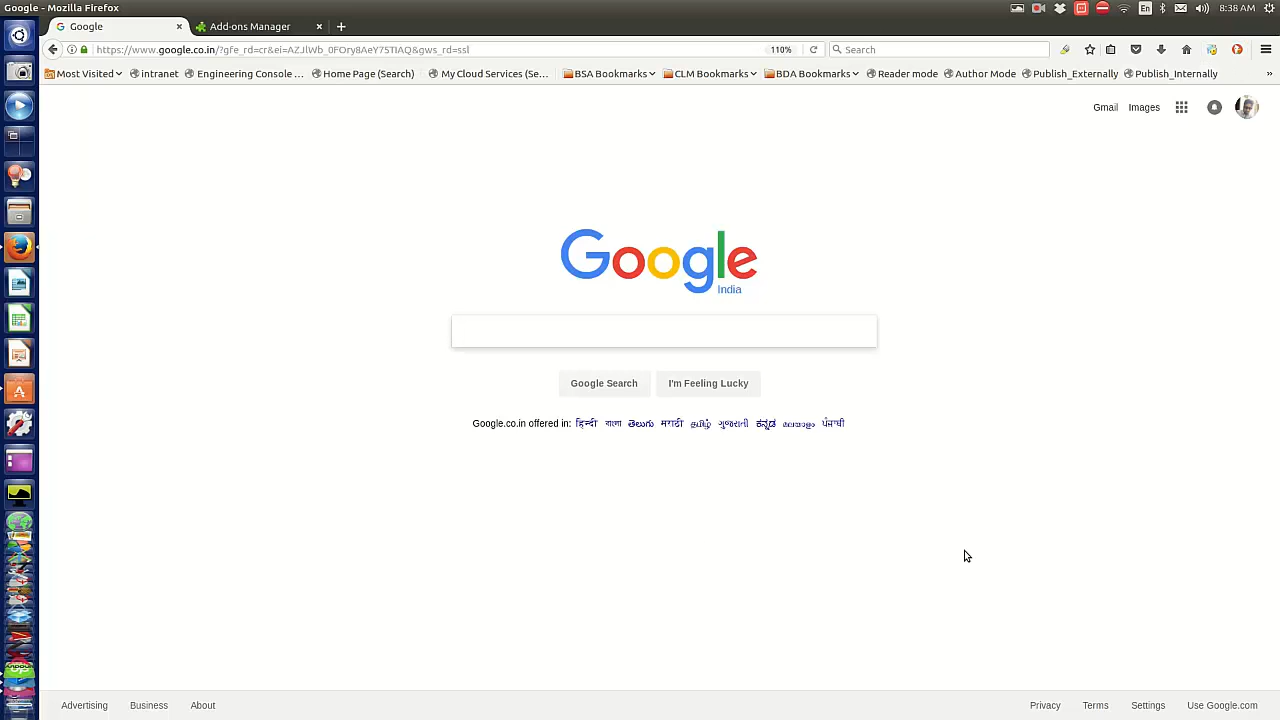 Google - Mozilla Firefox
En
8:38 AM
Google
Add-ons Manager
https://www.google.co.in/?gfe_rd=cr&ei=AZJlWb_0FOry8AeY75TIAQ&gws_rd=ssl
110%
Search
Most Visited
intranet
Engineering Console ...
Home Page (Search)
My Cloud Services (Se...
BSA Bookmarks
CLM Bookmarks
BDA Bookmarks
Reader mode
Author Mode
Publish_Externally
Publish_Internally
»
Gmail
Images
Google
India
Google Search
I'm Feeling Lucky
Google.co.in offered in: हिन्दी বাংলা తెలుగు मराठी தமிழ் ગુજરાતી ಕನ್ನಡ മലയാളം ਪੰਜਾਬੀ
Advertising
Business
About
Privacy
Terms
Settings
Use Google.com